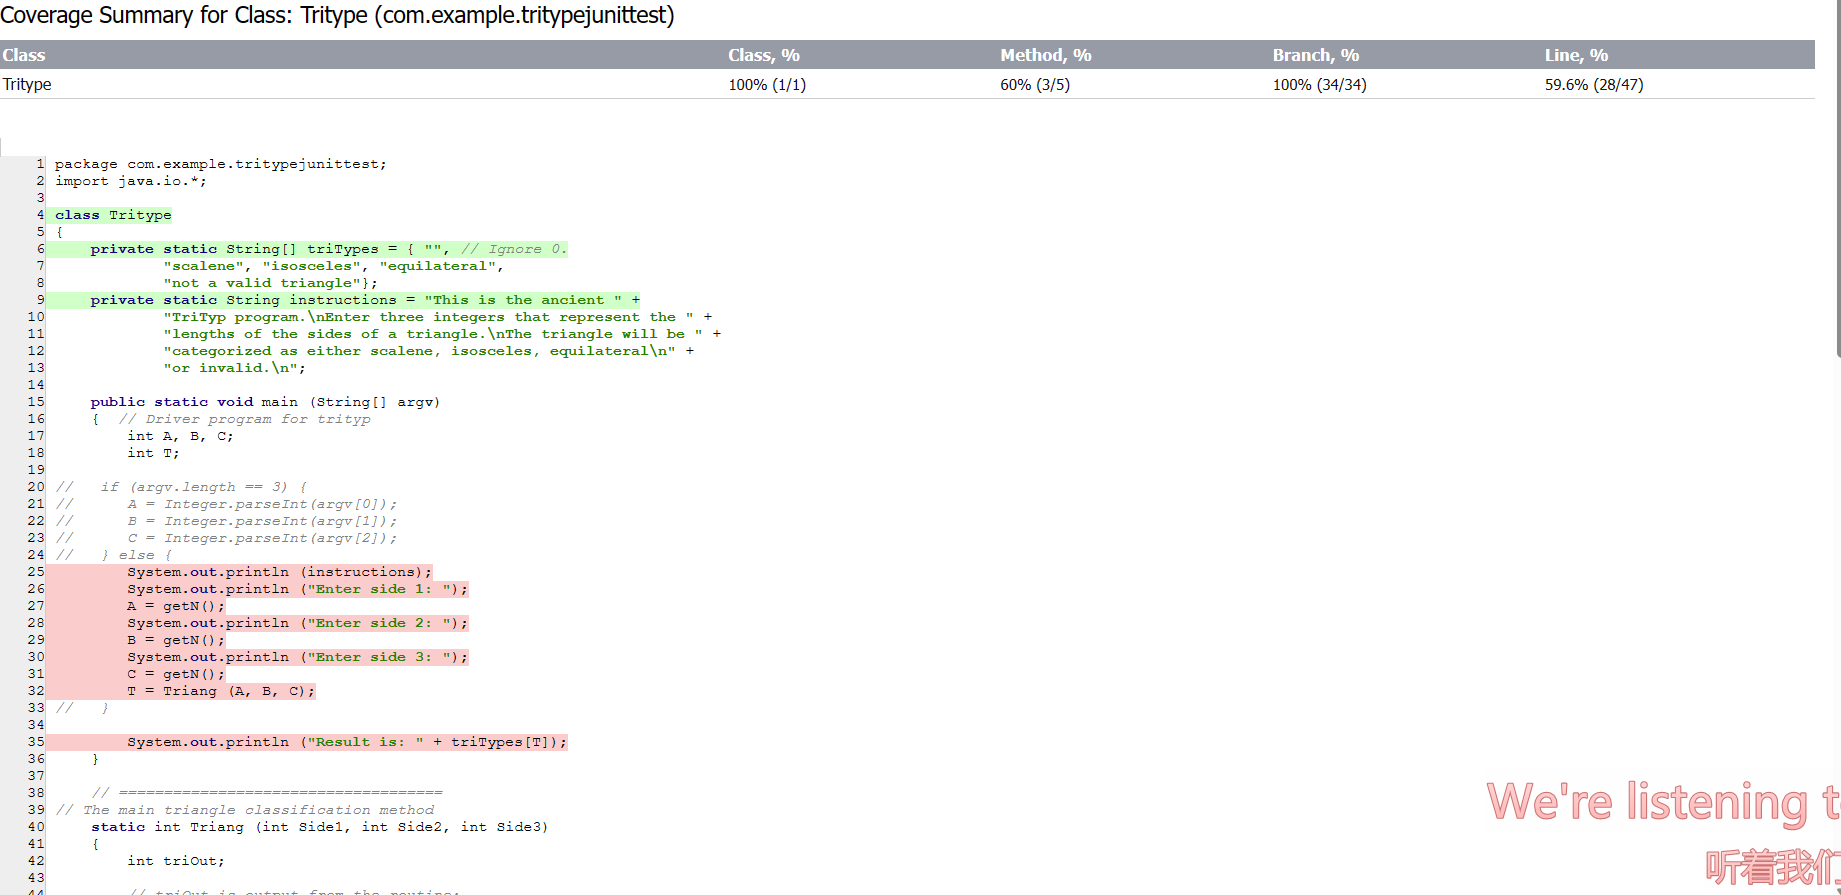 Coverage Summary for Class: Tritype (com.example.tritypejunittest)
Class Class, % Method, % Branch, % Line, %
Tritype 100% (1/1) 60% (3/5) 100% (34/34) 59.6% (28/47)
1 package com.example.tritypejunittest;
2 import java.io.*;
3
4 class Tritype
5 {
6     private static String[] triTypes = { "", // Ignore 0.
7             "scalene", "isosceles", "equilateral",
8             "not a valid triangle"};
9     private static String instructions = "This is the ancient " +
10             "TriTyp program.\nEnter three integers that represent the " +
11             "lengths of the sides of a triangle.\nThe triangle will be " +
12             "categorized as either scalene, isosceles, equilateral\n" +
13             "or invalid.\n";
14
15     public static void main (String[] argv)
16     {  // Driver program for trityp
17         int A, B, C;
18         int T;
19
20 //   if (argv.length == 3) {
21 //      A = Integer.parseInt(argv[0]);
22 //      B = Integer.parseInt(argv[1]);
23 //      C = Integer.parseInt(argv[2]);
24 //   } else {
25         System.out.println (instructions);
26         System.out.println ("Enter side 1: ");
27         A = getN();
28         System.out.println ("Enter side 2: ");
29         B = getN();
30         System.out.println ("Enter side 3: ");
31         C = getN();
32         T = Triang (A, B, C);
33 //   }
34
35         System.out.println ("Result is: " + triTypes[T]);
36     }
37
38     // ====================================
39 // The main triangle classification method
40     static int Triang (int Side1, int Side2, int Side3)
41     {
42         int triOut;
43
44         // triOut is output from the routine:
We're listening t
听着我们